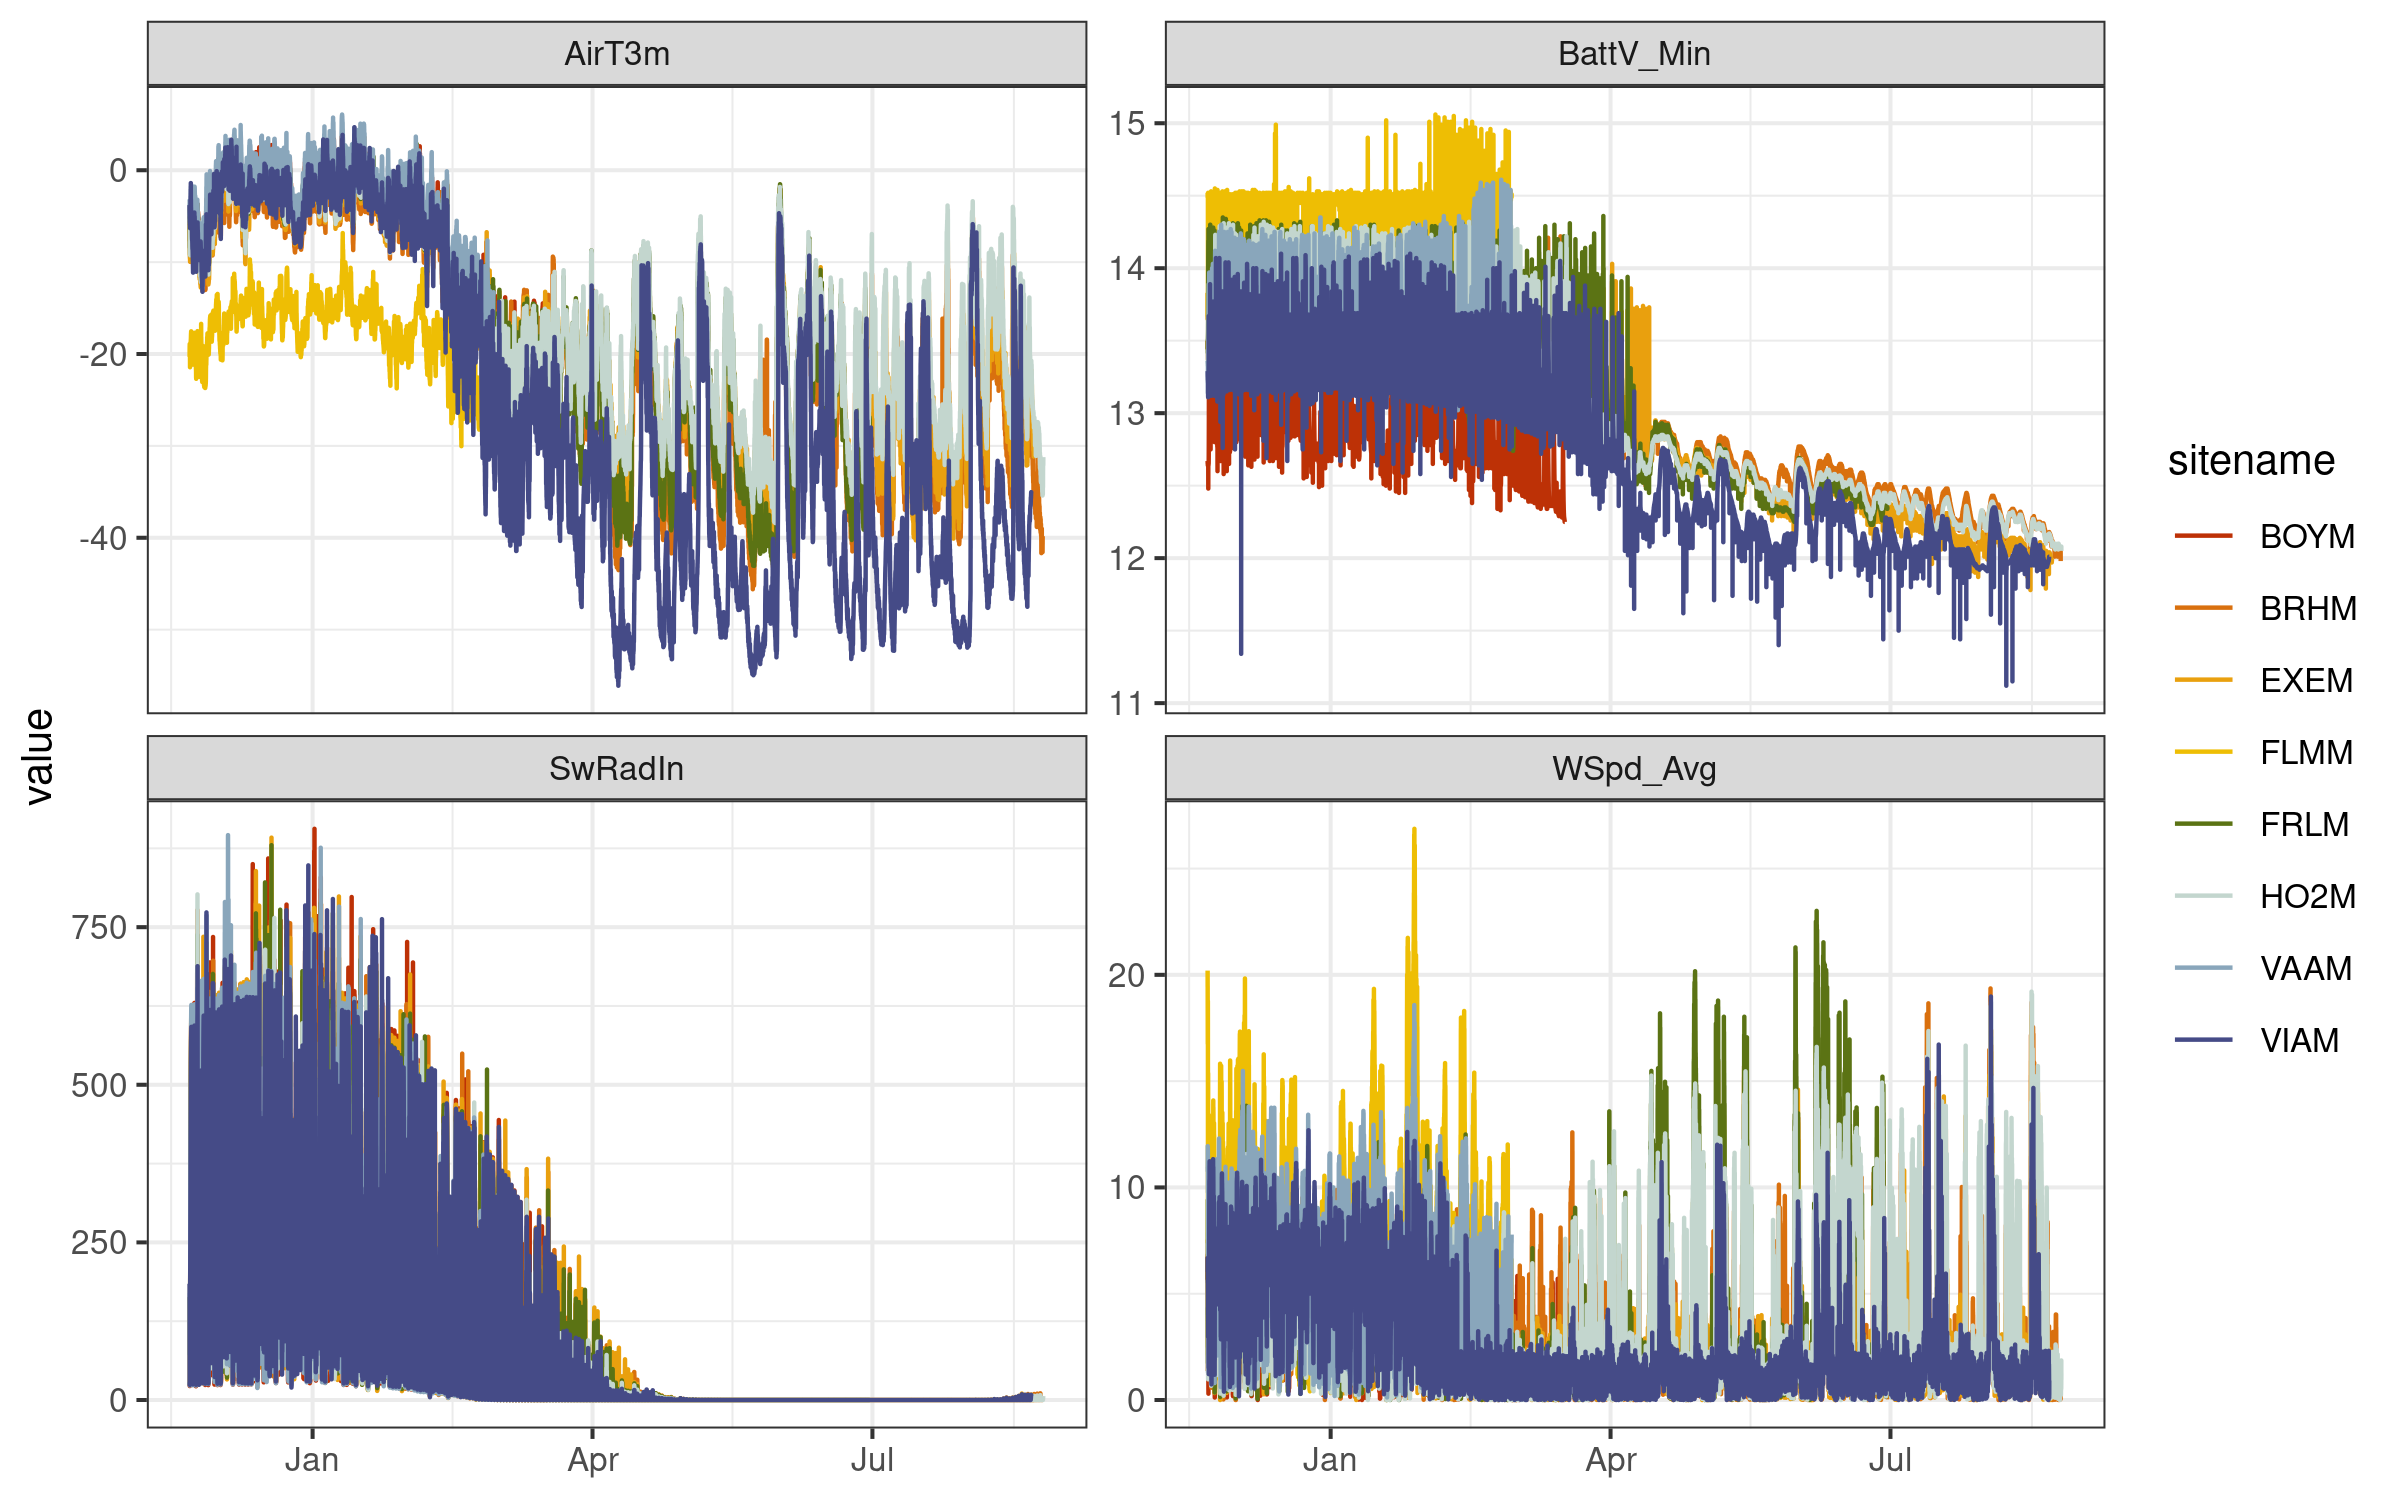 AirT3m
BattV_Min
0
-20
-40
15
14
13
12
11
value
SwRadIn
WSpd_Avg
750
500
250
0
20
10
0
Jan Apr Jul
Jan Apr Jul
sitename
BOYM
BRHM
EXEM
FLMM
FRLM
HO2M
VAAM
VIAM